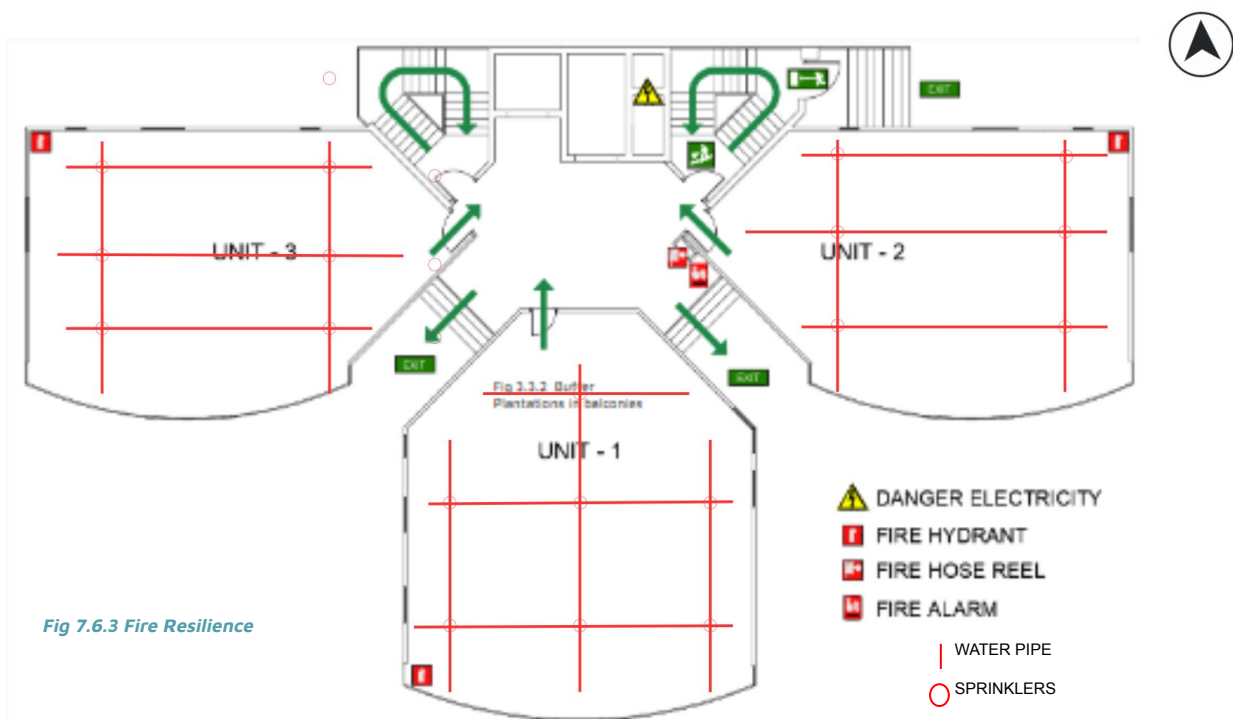 EXIT
UNIT - 3
UNIT - 2
EXIT
EXIT
Fig 3.3.2 Buffer
Plantations in balconies
UNIT - 1
DANGER ELECTRICITY
FIRE HYDRANT
FIRE HOSE REEL
FIRE ALARM
Fig 7.6.3 Fire Resilience
WATER PIPE
SPRINKLERS